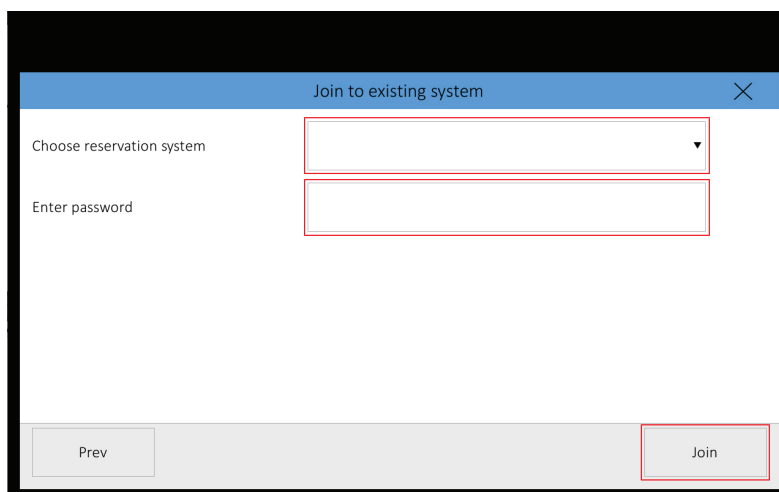 Join to existing system
Choose reservation system
Enter password
Prev
Join